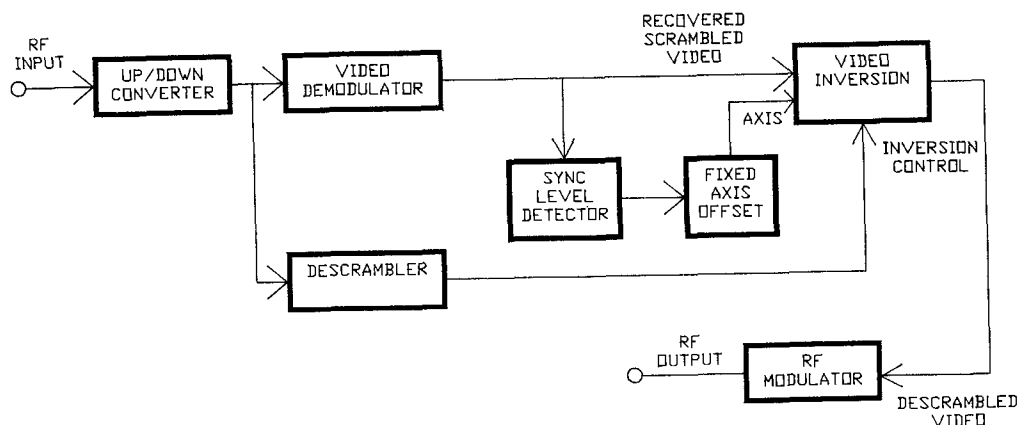 RF
INPUT
UP/DOWN
CONVERTER
VIDEO
DEMODULATOR
RECOVERED
SCRAMBLED
VIDEO
VIDEO
INVERSION
AXIS
INVERSION
CONTROL
SYNC
LEVEL
DETECTOR
FIXED
AXIS
OFFSET
DESCRAMBLER
RF
OUTPUT
RF
MODULATOR
DESCRAMBLED
VIDEO